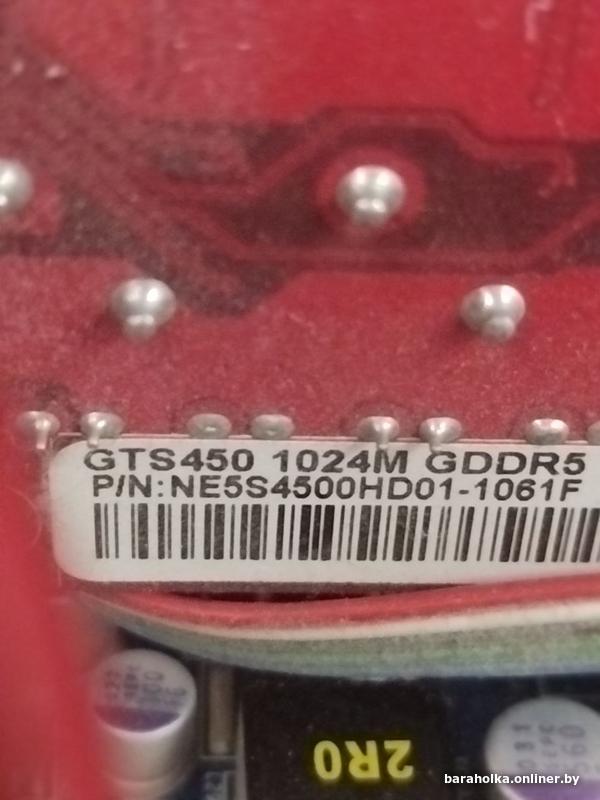 GTS450 1024M GDDR5
P/N:NE5S4500HD01-1061F
2R0
baraholka.onliner.by